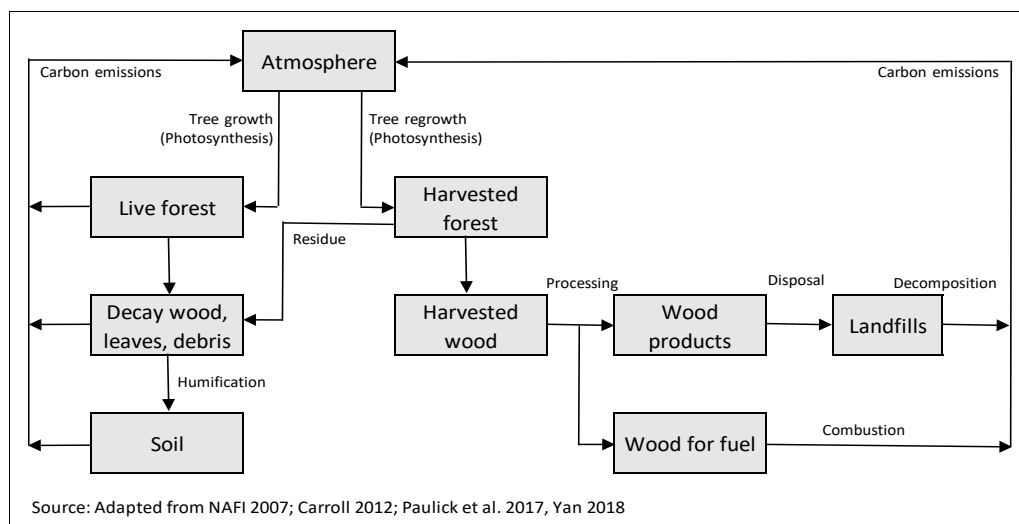 Atmosphere
Carbon emissions
Carbon emissions
Tree growth
(Photosynthesis)
Tree regrowth
(Photosynthesis)
Live forest
Harvested
forest
Residue
Processing
Disposal
Decomposition
Decay wood,
leaves, debris
Harvested
wood
Wood
products
Landfills
Humification
Soil
Wood for fuel
Combustion
Source: Adapted from NAFI 2007; Carroll 2012; Paulick et al. 2017, Yan 2018